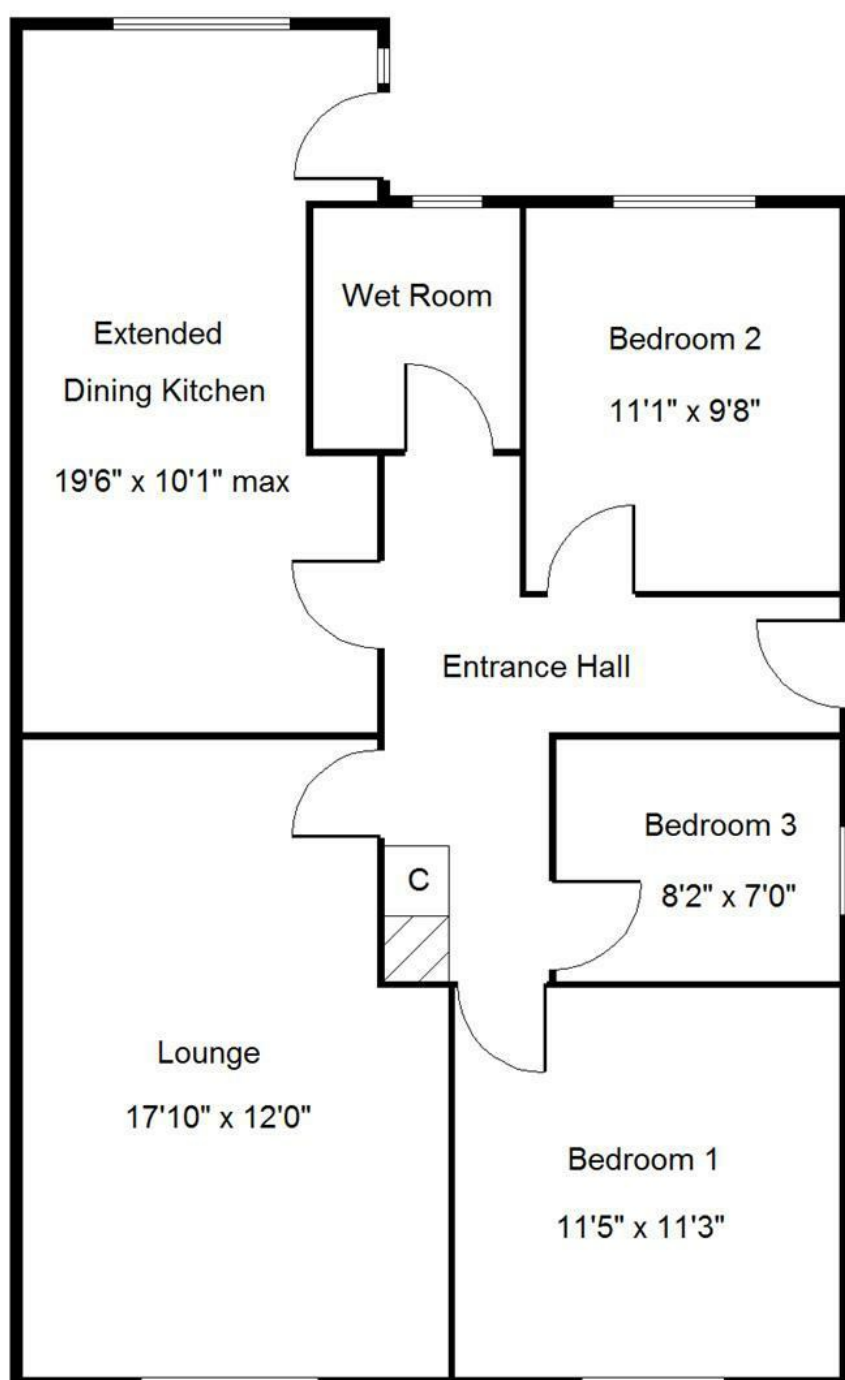 Extended
Dining Kitchen
19'6" x 10'1" max
Wet Room
Bedroom 2
11'1" x 9'8"
Entrance Hall
Bedroom 3
8'2" x 7'0"
C
Lounge
17'10" x 12'0"
Bedroom 1
11'5" x 11'3"